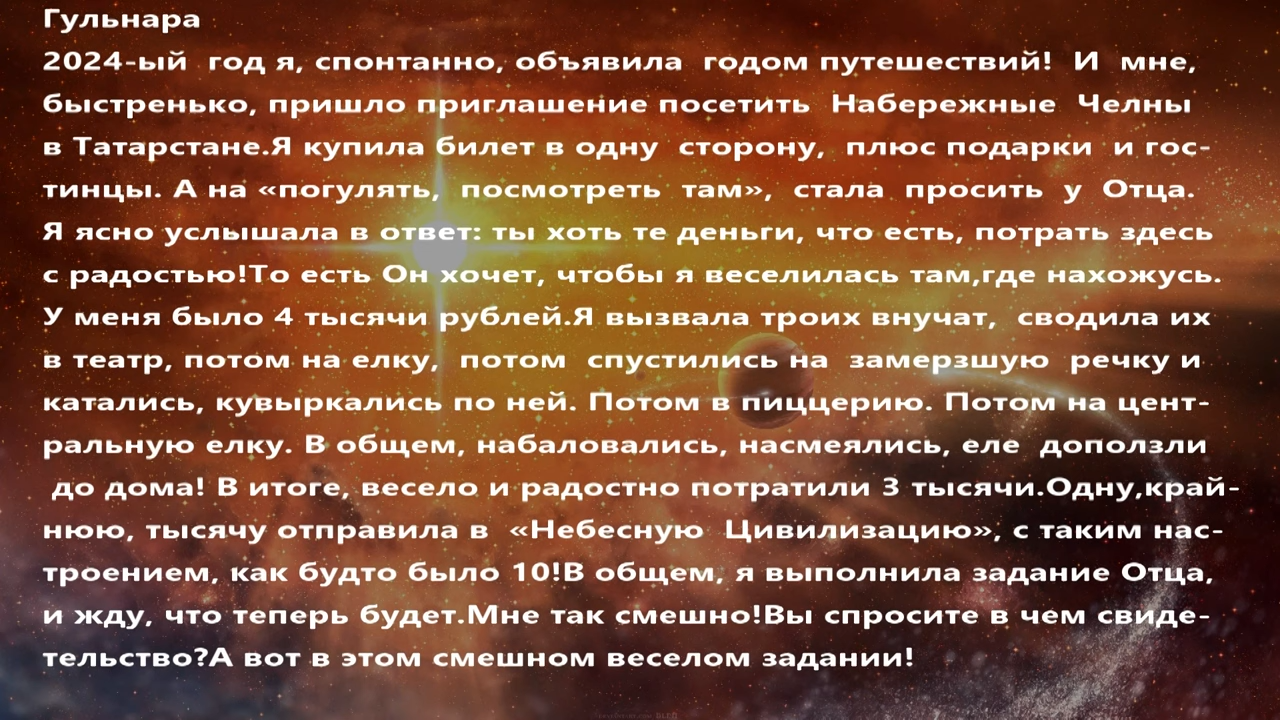 Гульнара
2024-ый год я, спонтанно, объявила годом путешествий! И мне,
быстренько, пришло приглашение посетить Набережные Челны
в Татарстане.Я купила билет в одну сторону, плюс подарки и гос-
тинцы. А на «погулять, посмотреть там», стала просить у Отца.
Я ясно услышала в ответ: ты хоть те деньги, что есть, потрать здесь
с радостью!То есть Он хочет, чтобы я веселилась там,где нахожусь.
У меня было 4 тысячи рублей.Я вызвала троих внучат, сводила их
в театр, потом на елку, потом спустились на замерзшую речку и
катались, кувыркались по ней. Потом в пиццерию. Потом на цент-
ральную елку. В общем, набаловались, насмеялись, еле доползли
до дома! В итоге, весело и радостно потратили 3 тысячи.Одну,край-
нюю, тысячу отправила в «Небесную Цивилизацию», с таким нас-
троением, как будто было 10!В общем, я выполнила задание Отца,
и жду, что теперь будет.Мне так смешно!Вы спросите в чем свиде-
тельство?А вот в этом смешном веселом задании!